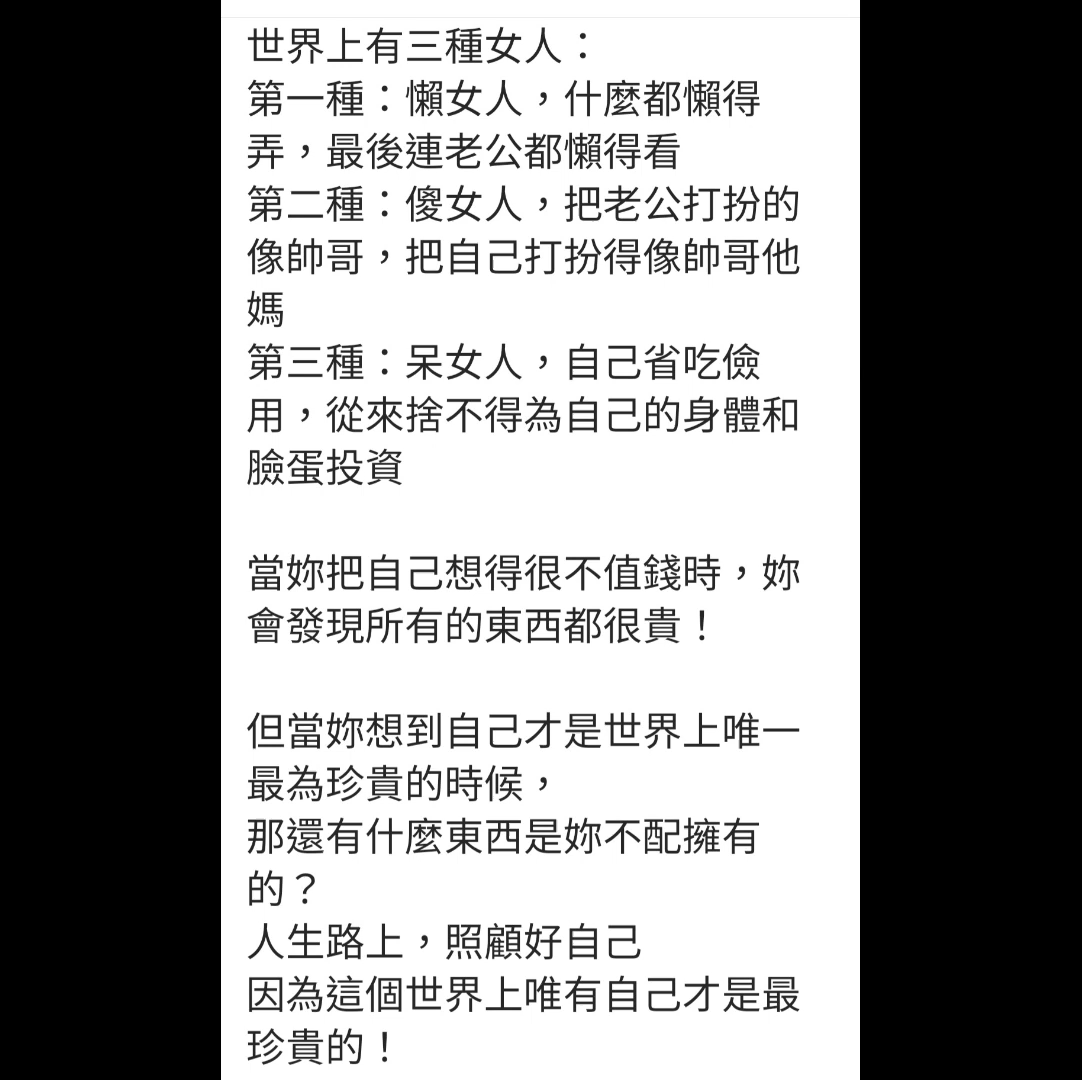 世界上有三種女人：
第一種：懶女人，什麼都懶得
弄，最後連老公都懶得看
第二種：傻女人，把老公打扮的
像帥哥，把自己打扮得像帥哥他
媽
第三種：呆女人，自己省吃儉
用，從來捨不得為自己的身體和
臉蛋投資
當妳把自己想得很不值錢時，妳
會發現所有的東西都很貴！
但當妳想到自己才是世界上唯一
最為珍貴的時候，
那還有什麼東西是妳不配擁有
的？
人生路上，照顧好自己
因為這個世界上唯有自己才是最
珍貴的！